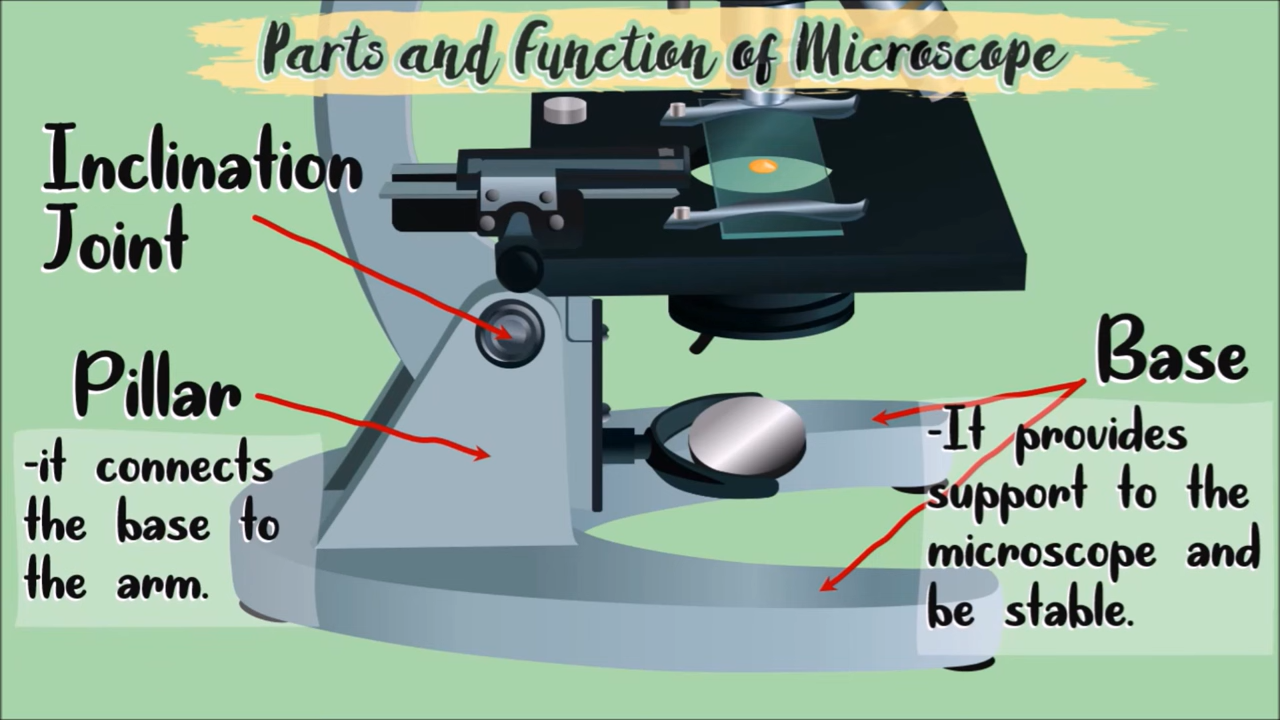 Parts and Function of Microscope
Inclination
Joint
Pillar
-it connects
the base to
the arm.
Base
-It provides
support to the
microscope and
be stable.